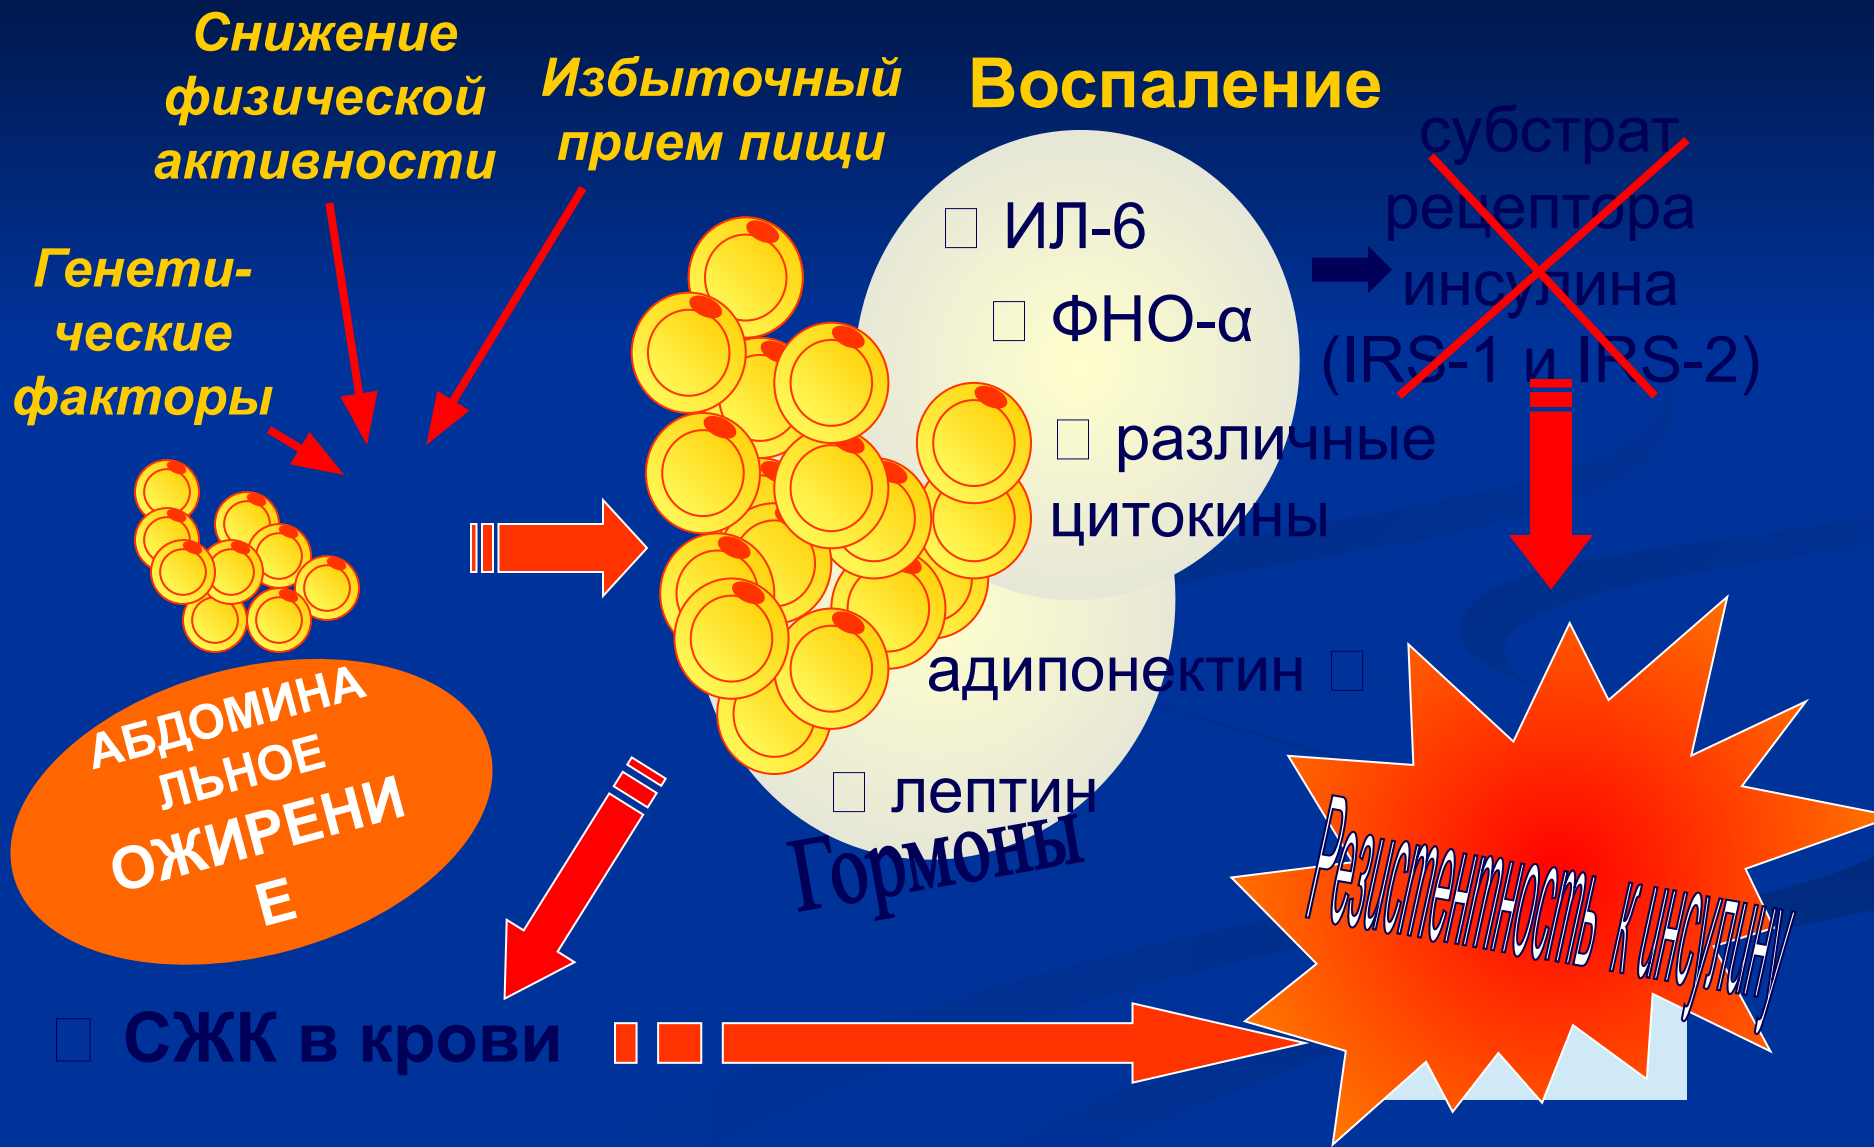 Снижение
физической
активности
Избыточный
прием пищи
Генети-
ческие
факторы
Воспаление
□ ИЛ-6
□ ФНО-α
□ различные
цитокины
субстрат
рецептора
инсулина
(IRS-1 и IRS-2)
адипонектин □
□ лептин
Гормоны
АБДОМИНА
ЛЬНОЕ
ОЖИРЕНИ
Е
□ СЖК в крови
Резистентность к инсулину